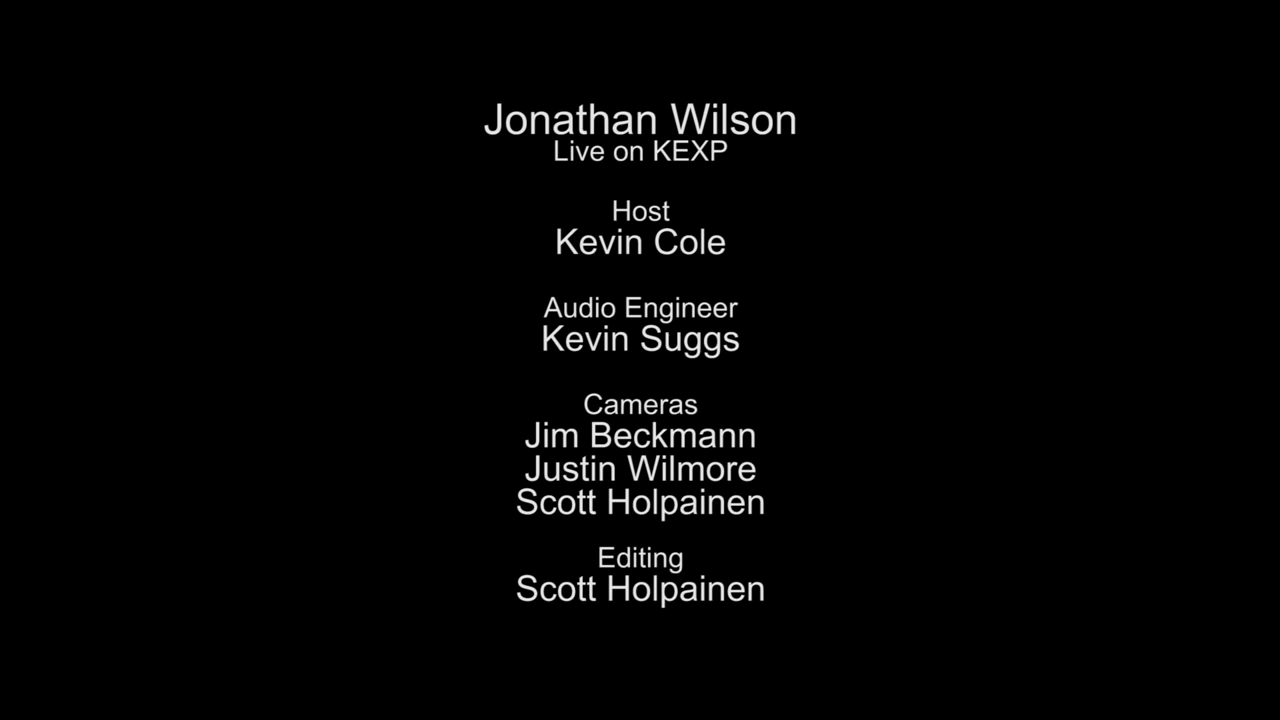 Jonathan Wilson
Live on KEXP
Host
Kevin Cole
Audio Engineer
Kevin Suggs
Cameras
Jim Beckmann
Justin Wilmore
Scott Holpainen
Editing
Scott Holpainen